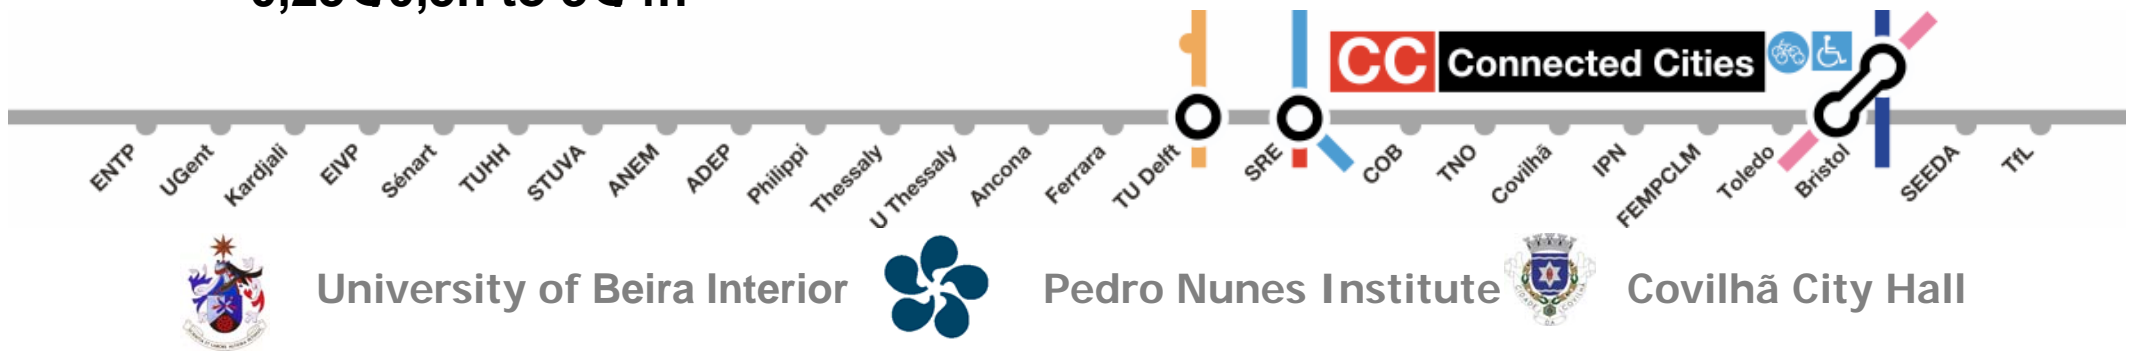 CC Connected Cities
ENTP
UGent
Kardjali
EIVP
Sénart
TUHH
STUVA
ANEM
ADEP
Philippi
Thessaly
U Thessaly
Ancona
Ferrara
TU Delft
SRE
COB
TNO
Covilhã
IPN
FEMPCLM
Toledo
Bristol
SEEDA
TfL
University of Beira Interior
Pedro Nunes Institute
Covilhã City Hall